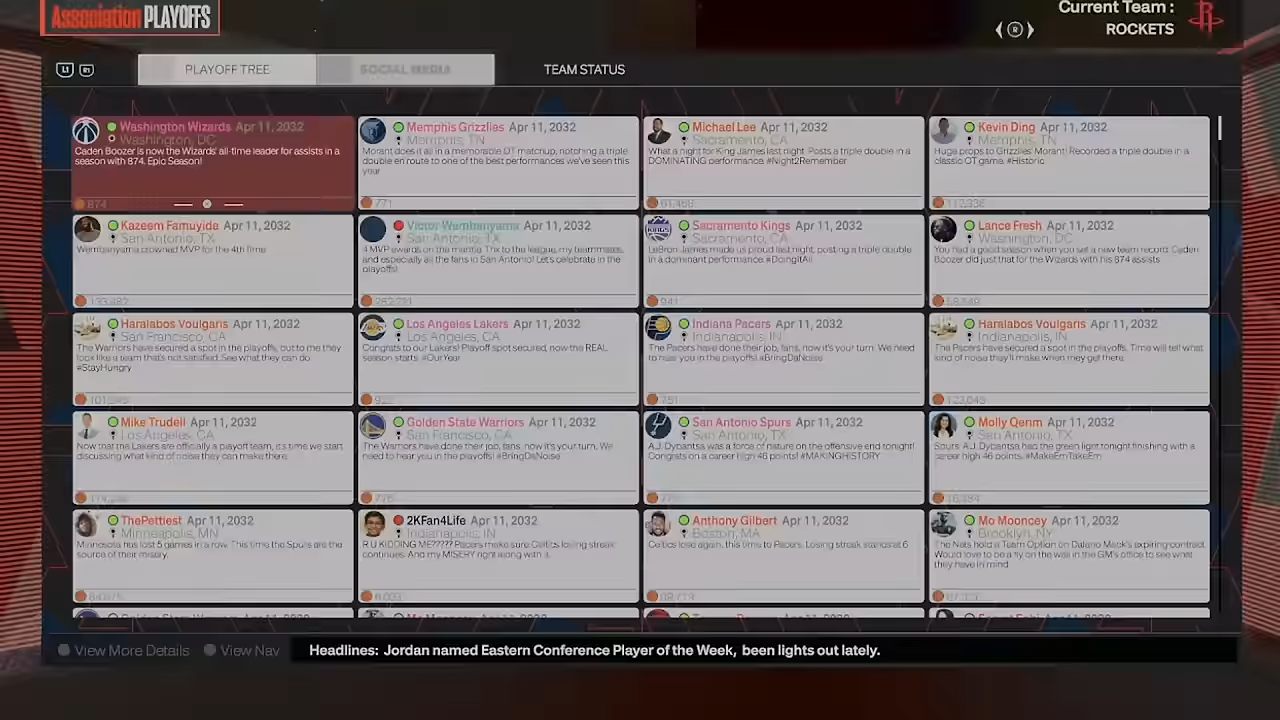 Association PLAYOFFS
Current Team :
ROCKETS
L1 R1
PLAYOFF TREE
SOCIAL MEDIA
TEAM STATUS
Washington Wizards Apr 11, 2032
Washington, DC
Caden Boozer is now the Wizards' all-time leader for assists in a
season with 874. Epic Season!
874
Memphis Grizzlies Apr 11, 2032
Memphis, TN
Morant does it all in a memorable OT matchup, notching a triple
double en route to one of the best performances we've seen this
year
771
Michael Lee Apr 11, 2032
Sacramento, CA
What a night for King James last night. Posts a triple double in a
DOMINATING performance. #Night2Remember
Kevin Ding Apr 11, 2032
Memphis, TN
Huge props to Grizzlies' Morant! Recorded a triple double in a
classic OT game. #Historic
Kazeem Famuyide Apr 11, 2032
San Antonio, TX
Wembanyama crowned MVP for the 4th time
Victor Wembanyama Apr 11, 2032
San Antonio, TX
4 MVP awards on the mantle. Thx to the league, my teammates,
and especially all the fans in San Antonio! Let's celebrate in the
playoffs!
Sacramento Kings Apr 11, 2032
Sacramento, CA
LeBron James made us proud last night, posting a triple double
in a dominant performance. #DoingItAll
941
Lance Fresh Apr 11, 2032
Washington, DC
You had a good season when you set a new team record. Caden
Boozer did just that for the Wizards with his 874 assists
Haralabos Voulgaris Apr 11, 2032
San Francisco, CA
The Warriors have secured a spot in the playoffs, but to me they
look like a team that's not satisfied. See what they can do
#StayHungry
Los Angeles Lakers Apr 11, 2032
Los Angeles, CA
Congrats to our Lakers! Playoff spot secured, now the REAL
season starts. #OurYear
Indiana Pacers Apr 11, 2032
Indianapolis, IN
The Pacers have done their job, fans, now it's your turn. We need
to hear you in the playoffs! #BringDaNoise
Haralabos Voulgaris Apr 11, 2032
Indianapolis, IN
The Pacers have secured a spot in the playoffs. Time will tell what
kind of noise they'll make when they get there.
Mike Trudell Apr 11, 2032
Los Angeles, CA
Now that the Lakers are officially a playoff team, it's time we start
discussing what kind of noise they can make there.
Golden State Warriors Apr 11, 2032
San Francisco, CA
The Warriors have done their job, fans, now it's your turn. We
need to hear you in the playoffs! #BringDaNoise
San Antonio Spurs Apr 11, 2032
San Antonio, TX
A.J. Dybantsa was a force of nature on the offensive end tonight!
Congrats on a career high 46 points! #MAKINGHISTORY
Molly Qerim Apr 11, 2032
San Antonio, TX
Spurs' A.J. Dybantsa had the green light tonight finishing with a
career high 46 points. #MakeEmTakeEm
ThePettiest Apr 11, 2032
Minneapolis, MN
Minnesota has lost 5 games in a row. This time the Spurs are the
source of their misery.
2KFan4Life Apr 11, 2032
Indianapolis, IN
R U KIDDING ME????? Pacers make sure Celtics losing streak
continues. And my MISERY right along with it.
Anthony Gilbert Apr 11, 2032
Boston, MA
Celtics lose again, this time to Pacers. Losing streak stands at 6
Mo Mooncey Apr 11, 2032
Brooklyn, NY
The Nets hold a Team Option on Dalano Mack's expiring contract.
Would love to be a fly on the wall in the GM's office to see what
they have in mind
View More Details
View Nav
Headlines: Jordan named Eastern Conference Player of the Week, been lights out lately.